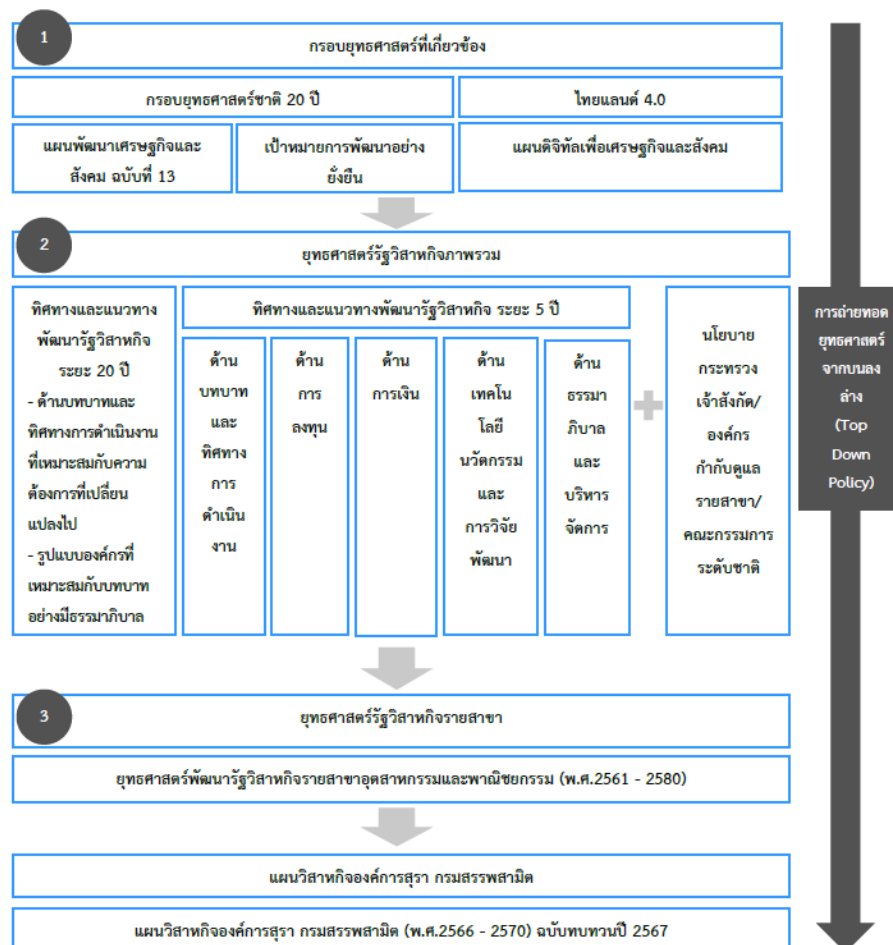 1
กรอบยุทธศาสตร์ที่เกี่ยวข้อง
กรอบยุทธศาสตร์ชาติ 20 ปี
ไทยแลนด์ 4.0
แผนพัฒนาเศรษฐกิจและ
สังคม ฉบับที่ 13
เป้าหมายการพัฒนาอย่าง
ยั่งยืน
แผนดิจิทัลเพื่อเศรษฐกิจและสังคม
2
ยุทธศาสตร์รัฐวิสาหกิจภาพรวม
ทิศทางและแนวทาง
พัฒนารัฐวิสาหกิจ
ระยะ 20 ปี
- ด้านบทบาทและ
ทิศทางการดำเนินงาน
ที่เหมาะสมกับความ
ต้องการที่เปลี่ยน
แปลงไป
- รูปแบบองค์กรที่
เหมาะสมกับบทบาท
อย่างมีธรรมาภิบาล
ทิศทางและแนวทางพัฒนารัฐวิสาหกิจ ระยะ 5 ปี
ด้าน
บทบาท
และ
ทิศทาง
การ
ดำเนิน
งาน
ด้าน
การ
ลงทุน
ด้าน
การเงิน
ด้าน
เทคโน
โลยี
นวัตกรรม
และ
การวิจัย
พัฒนา
ด้าน
ธรรมา
ภิบาล
และ
บริหาร
จัดการ
นโยบาย
กระทรวง
เจ้าสังกัด/
องค์กร
กำกับดูแล
รายสาขา/
คณะกรรมการ
ระดับชาติ
การถ่ายทอด
ยุทธศาสตร์
จากบนลง
ล่าง
(Top
Down
Policy)
3
ยุทธศาสตร์รัฐวิสาหกิจรายสาขา
ยุทธศาสตร์พัฒนารัฐวิสาหกิจรายสาขาอุตสาหกรรมและพาณิชยกรรม (พ.ศ.2561 - 2580)
แผนวิสาหกิจองค์การสุรา กรมสรรพสามิต
แผนวิสาหกิจองค์การสุรา กรมสรรพสามิต (พ.ศ.2566 - 2570) ฉบับทบทวนปี 2567